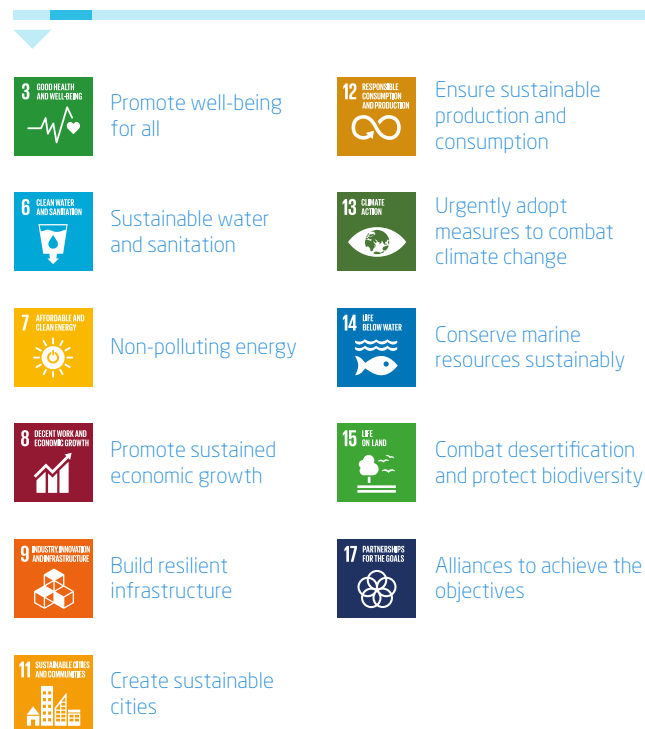 3 GOOD HEALTH
AND WELL-BEING
Promote well-being
for all
6 CLEAN WATER
AND SANITATION
Sustainable water
and sanitation
7 AFFORDABLE AND
CLEAN ENERGY
Non-polluting energy
8 DECENT WORK AND
ECONOMIC GROWTH
Promote sustained
economic growth
9 INDUSTRY, INNOVATION
AND INFRASTRUCTURE
Build resilient
infrastructure
11 SUSTAINABLE CITIES
AND COMMUNITIES
Create sustainable
cities
12 RESPONSIBLE
CONSUMPTION
AND PRODUCTION
Ensure sustainable
production and
consumption
13 CLIMATE
ACTION
Urgently adopt
measures to combat
climate change
14 LIFE
BELOW WATER
Conserve marine
resources sustainably
15 LIFE
ON LAND
Combat desertification
and protect biodiversity
17 PARTNERSHIPS
FOR THE GOALS
Alliances to achieve the
objectives